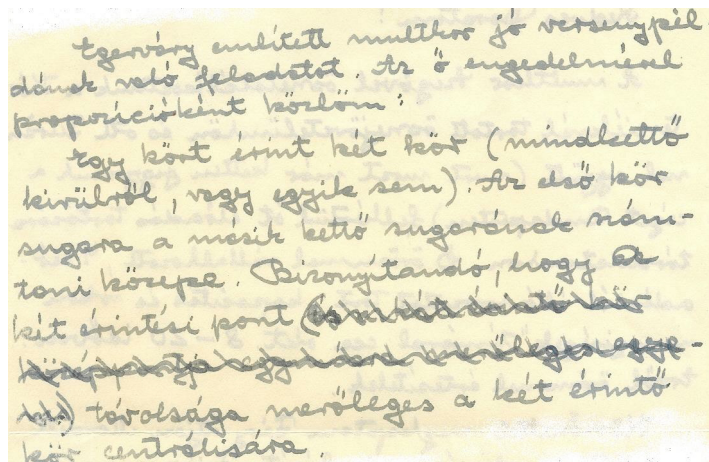 Egerváry említett multkor jó versenypél-
dának való feladatot. Az ő engedelmével
propozícióként közlöm:
Egy kört érint két kör (mindkettő
kívülről, vagy egyik sem). Az első kör
sugara a másik kettő sugarának szám-
tani közepe. Bizonyítandó, hogy a
két érintési pont
távolsága merőleges a két érintő
kör centrálisára.